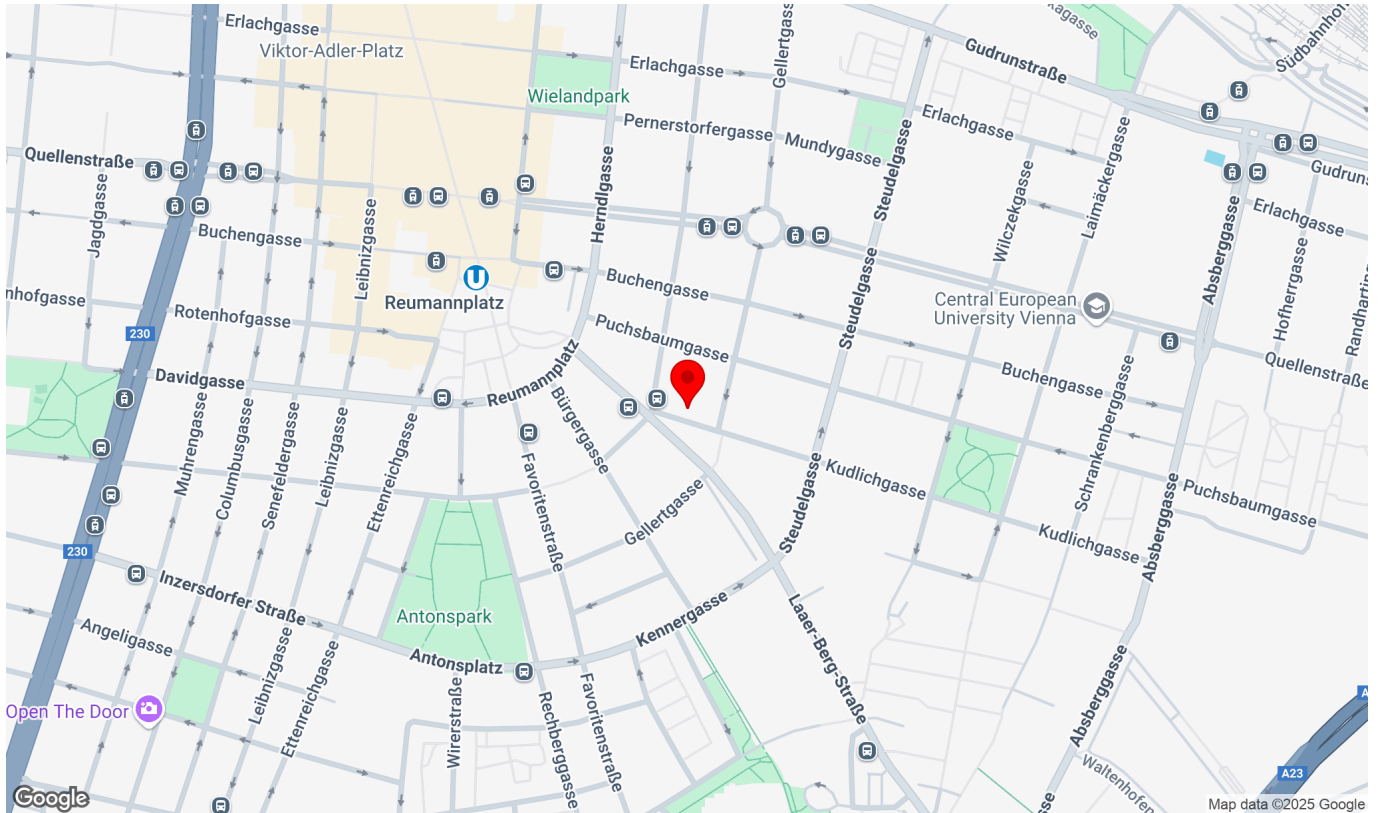 Erlachgasse
Viktor-Adler-Platz
Gellertgasse
Gudrunstraße
Südbahnhof
Erlachgasse
Wielandpark
Erlachgasse
Pernerstorfergasse
Mundygasse
Quellenstraße
Jagdgasse
Leibnizgasse
Herndlgasse
Steudelgasse
Wilczekgasse
Laimäckergasse
Absberggasse
Erlachgasse
Buchengasse
Buchengasse
U
Reumannplatz
Central European
University Vienna
Hofherrgasse
Rotenhofgasse
230
Puchsbaumgasse
Steudelgasse
Buchengasse
Quellenstraße
Davidgasse
Reumannplatz
Bürgergasse
Schrankenberggasse
Muhrengasse
Columbusgasse
Senefeldergasse
Leibnizgasse
Ettenreichgasse
Favoritenstraße
Kudlichgasse
Steudelgasse
Puchsbaumgasse
Gellertgasse
Kudlichgasse
Absberggasse
230
Inzersdorfer Straße
Antonspark
Kennergasse
Laaer-Berg-Straße
Angeligasse
Leibnizgasse
Ettenreichgasse
Antonsplatz
Wirerstraße
Rechberggasse
Favoritenstraße
Absberggasse
Open The Door
Waltenhofen
A23
Google
Map data ©2025 Google